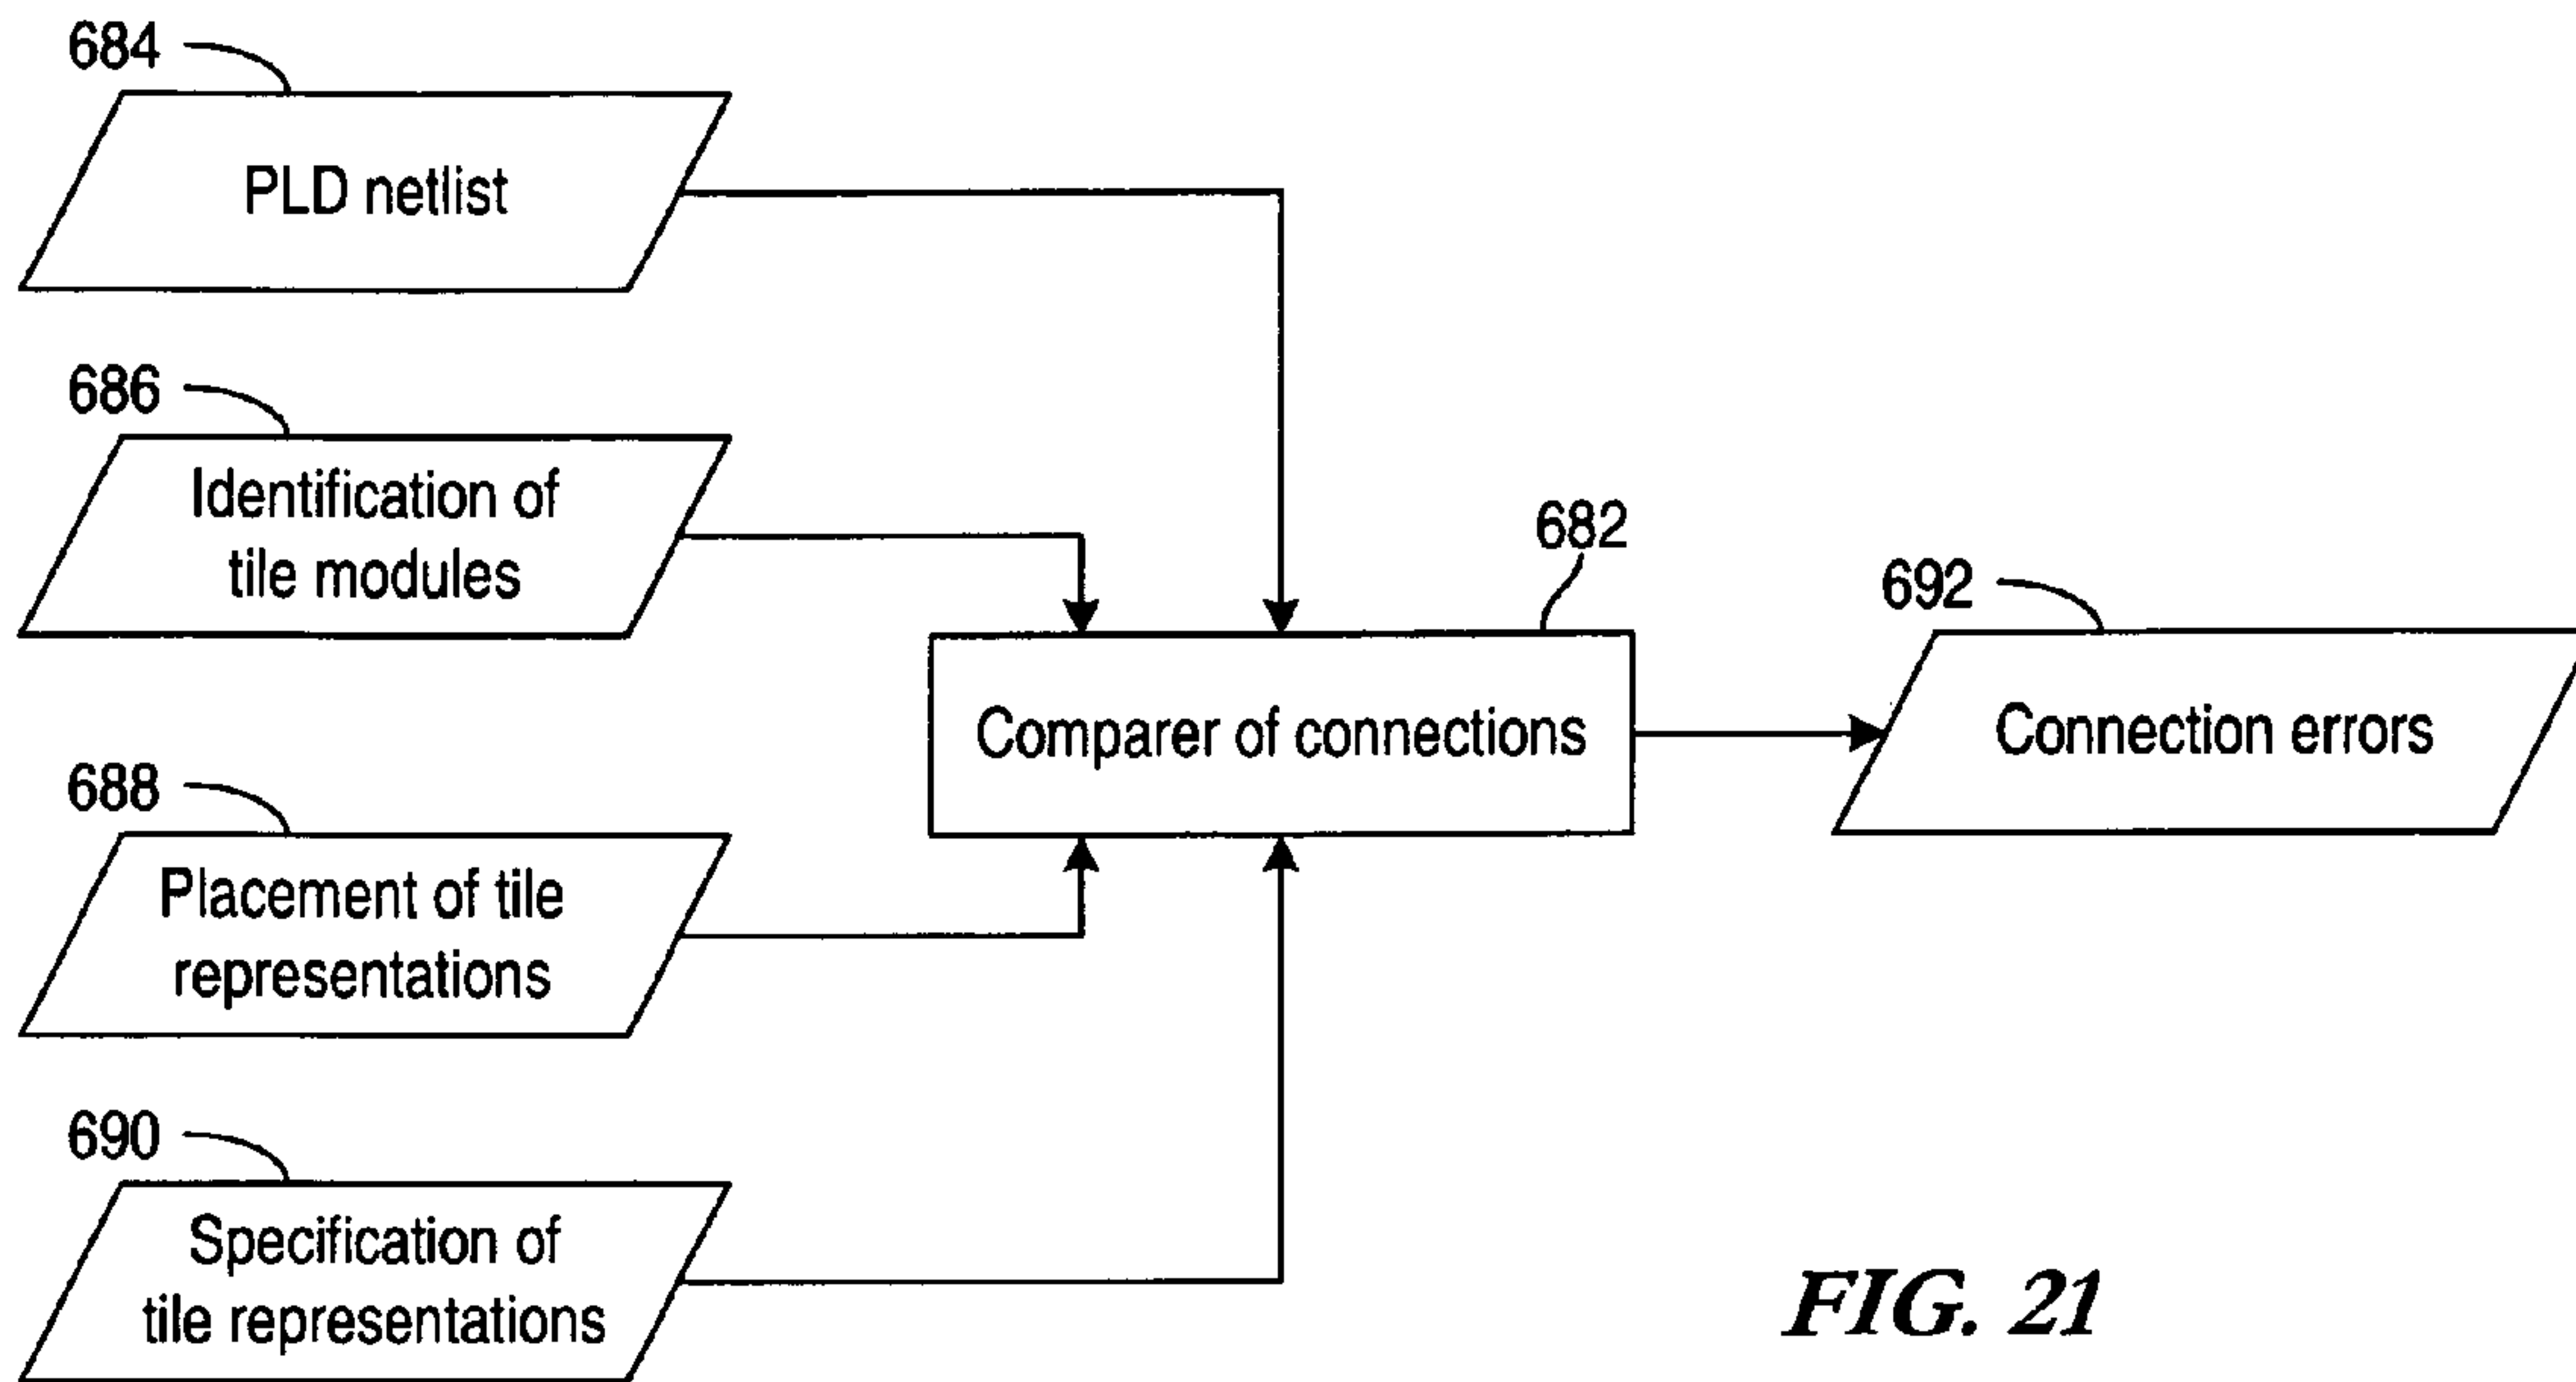 684
PLD netlist
686
Identification of
tile modules
682
Comparer of connections
692
Connection errors
688
Placement of tile
representations
690
Specification of
tile representations
FIG. 21